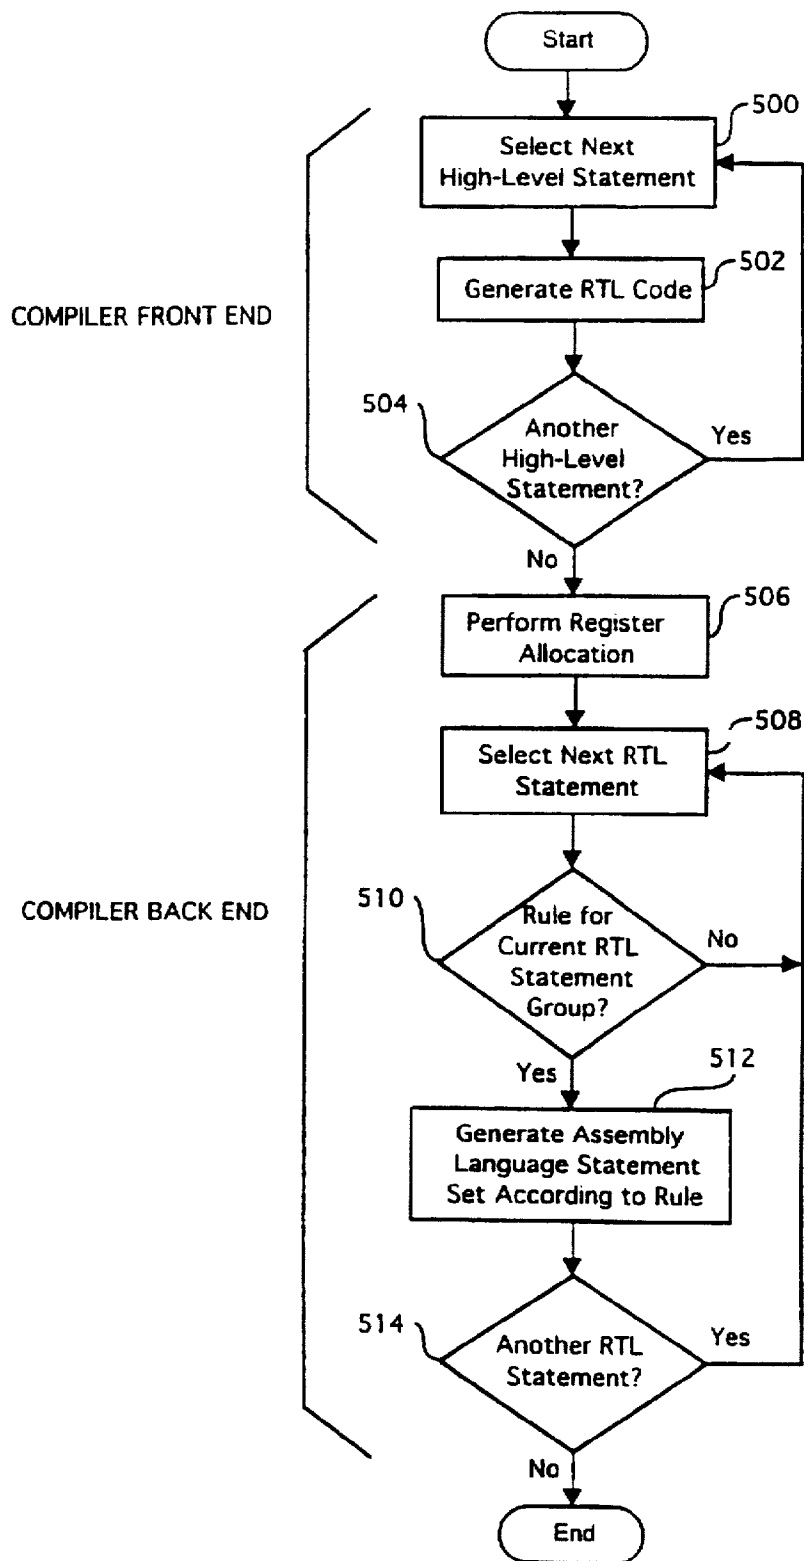 Start
500
Select Next
High-Level Statement
502
Generate RTL Code
COMPILER FRONT END
504
Another
High-Level
Statement?
Yes
No
506
Perform Register
Allocation
508
Select Next RTL
Statement
COMPILER BACK END
510
Rule for
Current RTL
Statement
Group?
No
Yes
512
Generate Assembly
Language Statement
Set According to Rule
514
Another RTL
Statement?
Yes
No
End